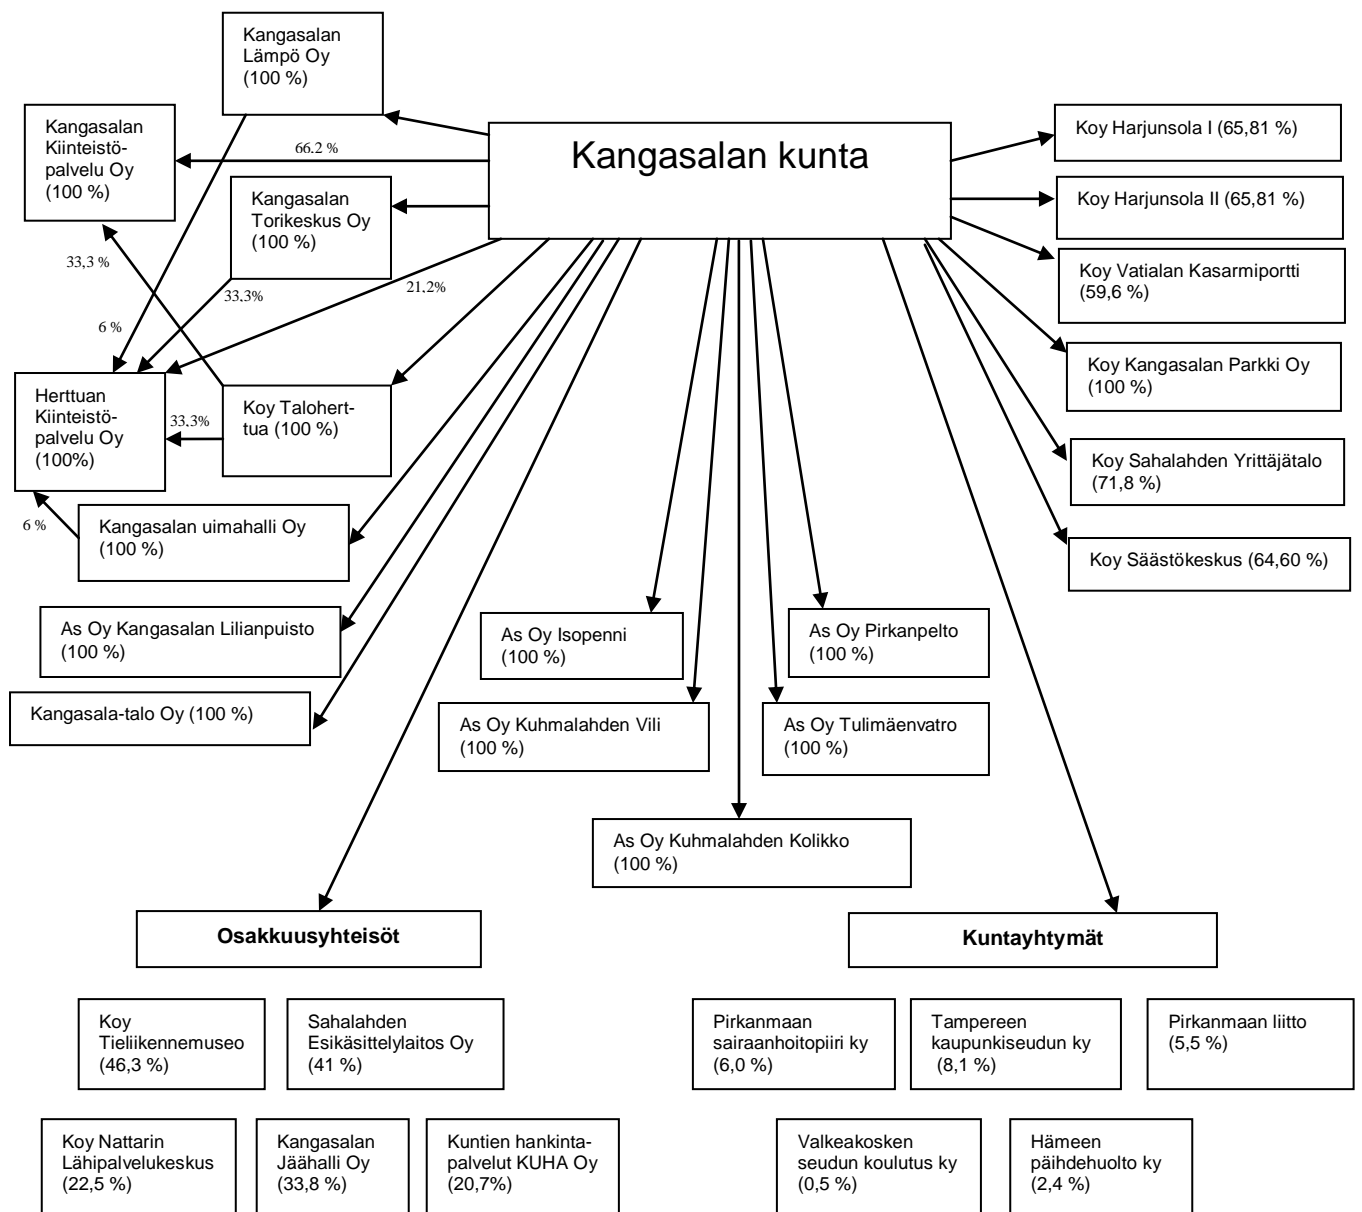 Kangasalan
Lämpö Oy
(100 %)
Kangasalan
Kiinteistö-
palvelu Oy
(100 %)
66.2 %
Kangasalan kunta
Kangasalan
Torikeskus Oy
(100 %)
33,3 %
33.3%
21,2%
6 %
Herttuan
Kiinteistö-
palvelu Oy
(100%)
33.3%
Koy Talohert-
tua (100 %)
6 %
Kangasalan uimahalli Oy
(100 %)
As Oy Kangasalan Lilianpuisto
(100 %)
Kangasala-talo Oy (100 %)
Koy Harjunsola I (65,81 %)
Koy Harjunsola II (65,81 %)
Koy Vatialan Kasarmiportti
(59,6 %)
Koy Kangasalan Parkki Oy
(100 %)
Koy Sahalahden Yrittäjätalo
(71,8 %)
Koy Säästökeskus (64,60 %)
As Oy Isopenni
(100 %)
As Oy Pirkanpelto
(100 %)
As Oy Kuhmalahden Vili
(100 %)
As Oy Tulimäenvatro
(100 %)
As Oy Kuhmalahden Kolikko
(100 %)
Osakkuusyhteisöt
Koy
Tieliikennemuseo
(46,3 %)
Sahalahden
Esikäsittelylaitos Oy
(41 %)
Koy Nattarin
Lähipalvelukeskus
(22,5 %)
Kangasalan
Jäähalli Oy
(33,8 %)
Kuntien hankinta-
palvelut KUHA Oy
(20,7%)
Kuntayhtymät
Pirkanmaan
sairaanhoitopiiri ky
(6,0 %)
Tampereen
kaupunkiseudun ky
(8,1 %)
Pirkanmaan liitto
(5,5 %)
Valkeakosken
seudun koulutus ky
(0,5 %)
Hämeen
päihdehuolto ky
(2,4 %)